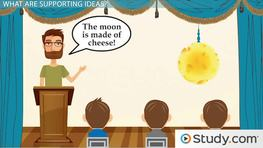 WHAT ARE SUPPORTING IDEAS?
The moon
is made of
cheese!
Study.com